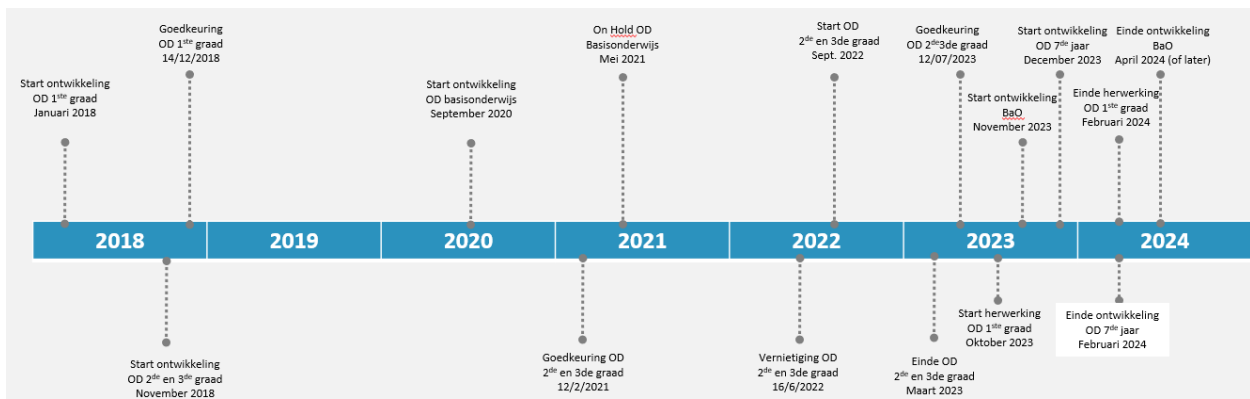 Start ontwikkeling
OD 1ste graad
Januari 2018
Goedkeuring
OD 1ste graad
14/12/2018
Start ontwikkeling
OD basisonderwijs
September 2020
On Hold OD
Basisonderwijs
Mei 2021
Start OD
2de en 3de graad
Sept. 2022
Goedkeuring
OD 2de3de graad
12/07/2023
Start ontwikkeling
BaO
November 2023
Start ontwikkeling
OD 7de jaar
December 2023
Einde herwerking
OD 1ste graad
Februari 2024
Einde ontwikkeling
BaO
April 2024 (of later)
2018 2019 2020 2021 2022 2023 2024
Start ontwikkeling
OD 2de en 3de graad
November 2018
Goedkeuring OD
2de en 3de graad
12/2/2021
Vernietiging OD
2de en 3de graad
16/6/2022
Einde OD
2de en 3de graad
Maart 2023
Start herwerking
OD 1ste graad
Oktober 2023
Einde ontwikkeling
OD 7de jaar
Februari 2024